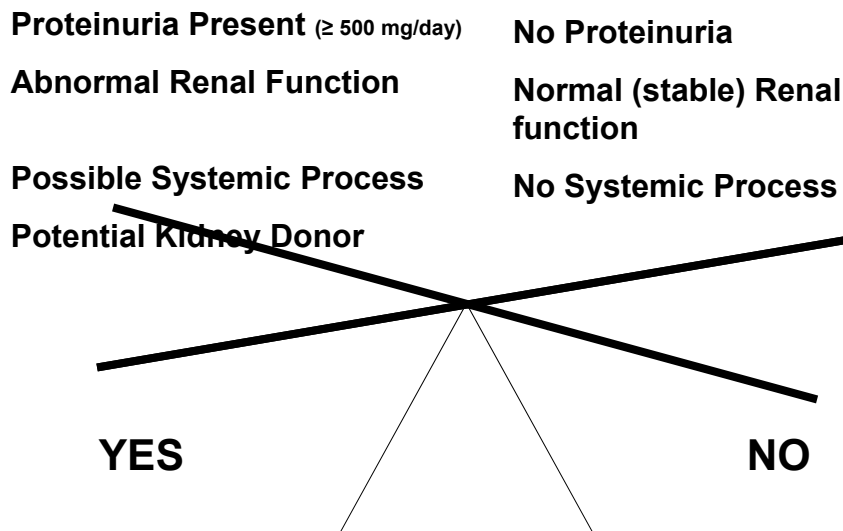 Proteinuria Present (≥ 500 mg/day)
Abnormal Renal Function
Possible Systemic Process
Potential Kidney Donor
No Proteinuria
Normal (stable) Renal
function
No Systemic Process
YES
NO